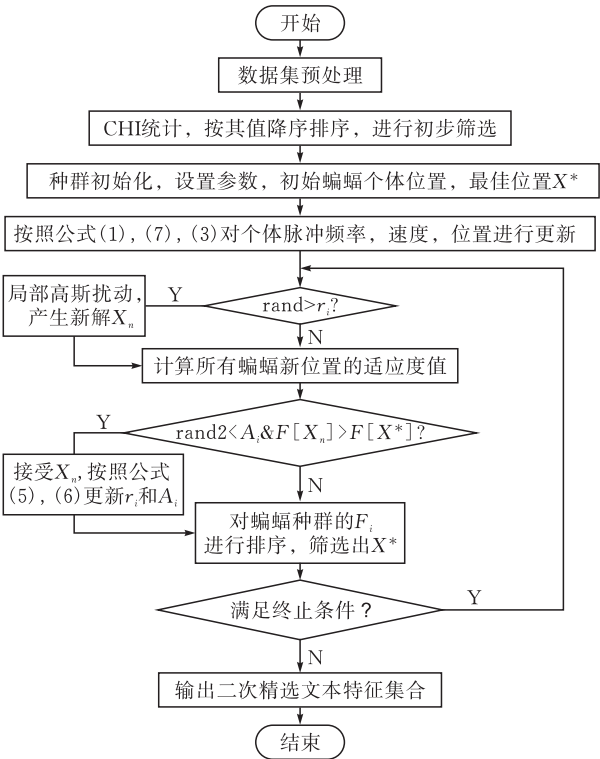 开始
数据集预处理
CHI统计，按其值降序排序，进行初步筛选
种群初始化，设置参数，初始蝙蝠个体位置，最佳位置X*
按照公式(1),(7),(3)对个体脉冲频率，速度，位置进行更新
局部高斯扰动，
产生新解Xn
Y
rand>ri?
N
计算所有蝙蝠新位置的适应度值
Y
rand2<Ai&F[Xn]>F[X*]?
接受Xn,按照公式
(5),(6)更新ri和Ai
N
对蝙蝠种群的Fi
进行排序，筛选出X*
满足终止条件？
Y
N
输出二次精选文本特征集合
结束